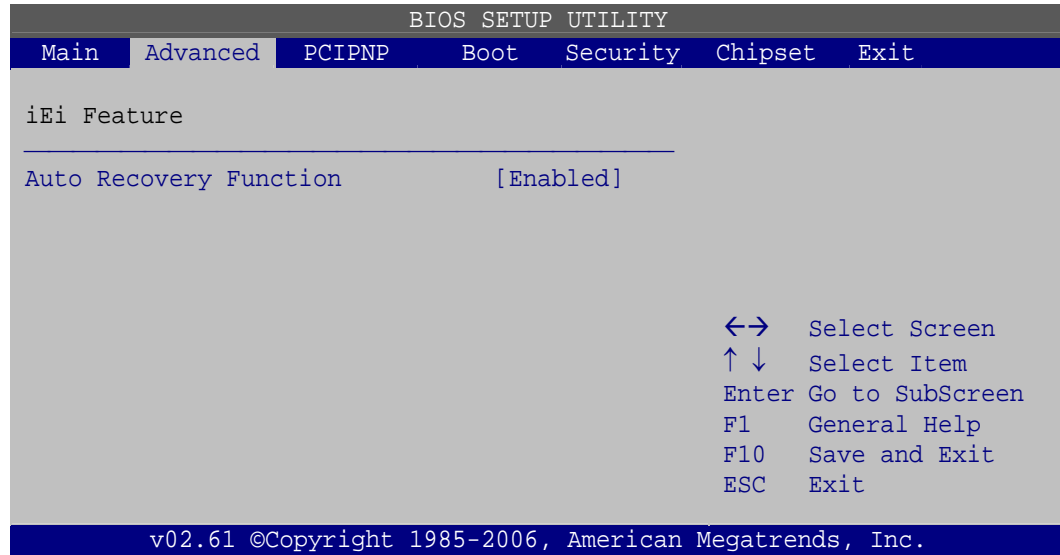 BIOS SETUP UTILITY
Main Advanced PCIPNP Boot Security Chipset Exit
iEi Feature
Auto Recovery Function [Enabled]
←→ Select Screen
↑ ↓ Select Item
Enter Go to SubScreen
F1 General Help
F10 Save and Exit
ESC Exit
v02.61 ©Copyright 1985-2006, American Megatrends, Inc.